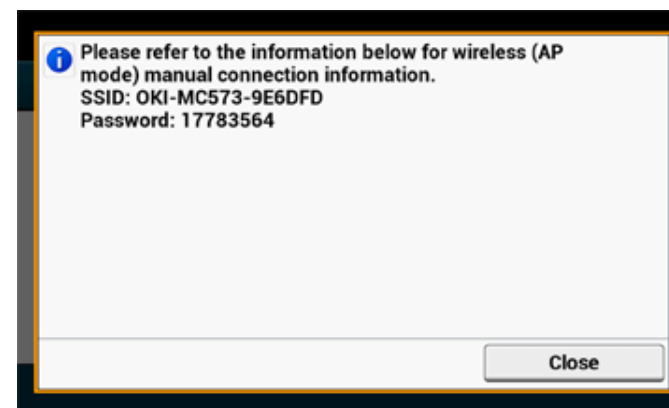 Please refer to the information below for wireless (AP
mode) manual connection information.
SSID: OKI-MC573-9E6DFD
Password: 17783564
Close